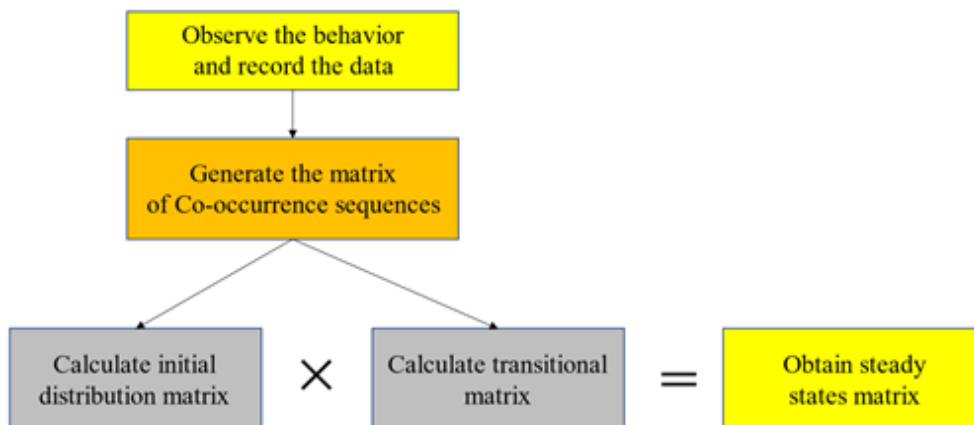 Observe the behavior
and record the data
Generate the matrix
of Co-occurrence sequences
Calculate initial
distribution matrix
×
Calculate transitional
matrix
=
Obtain steady
states matrix